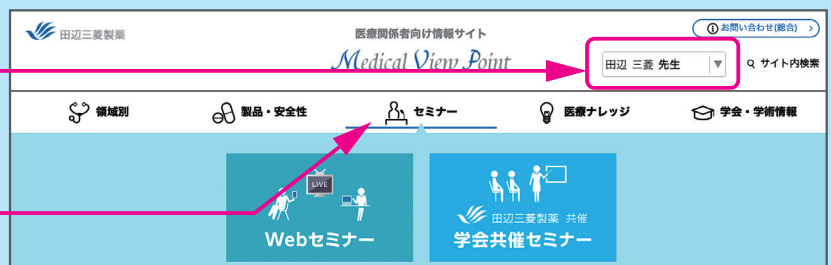 田辺三菱製薬
医療関係者向け情報サイト
Medical View Point
お問い合わせ(総合)
田辺 三菱 先生
サイト内検索
領域別
製品・安全性
セミナー
医療ナレッジ
学会・学術情報
LIVE
Webセミナー
田辺三菱製薬 共催
学会共催セミナー